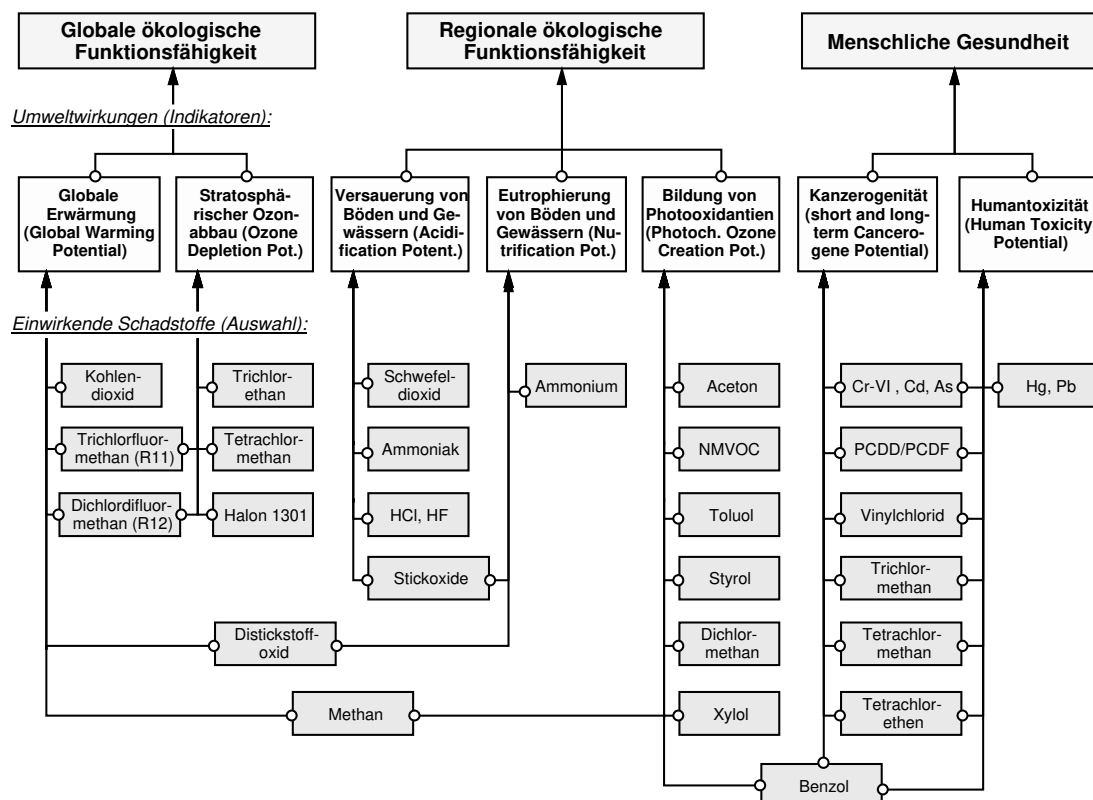 Globale ökologische
Funktionsfähigkeit
Regionale ökologische
Funktionsfähigkeit
Menschliche Gesundheit
Umweltwirkungen (Indikatoren):
Globale
Erwärmung
(Global Warming
Potential)
Stratosphä-
rischer Ozon-
abbau (Ozone
Depletion Pot.)
Versauerung von
Böden und Ge-
wässern (Acidi-
fication Potent.)
Eutrophierung
von Böden und
Gewässern (Nu-
trification Pot.)
Bildung von
Photooxidantien
(Photoch. Ozone
Creation Pot.)
Kanzerogenität
(short and long-
term Cancero-
gene Potential)
Humantoxizität
(Human Toxicity
Potential)
Einwirkende Schadstoffe (Auswahl):
Kohlen-
dioxid
Trichlor-
ethan
Schwefel-
dioxid
Ammonium
Aceton
Cr-VI , Cd, As
Hg, Pb
Trichlorfluor-
methan (R11)
Tetrachlor-
methan
Ammoniak
NMVOC
PCDD/PCDF
Dichlordifluor-
methan (R12)
Halon 1301
HCl, HF
Toluol
Vinylchlorid
Stickoxide
Styrol
Trichlor-
methan
Distickstoff-
oxid
Dichlor-
methan
Tetrachlor-
methan
Methan
Xylol
Tetrachlor-
ethen
Benzol